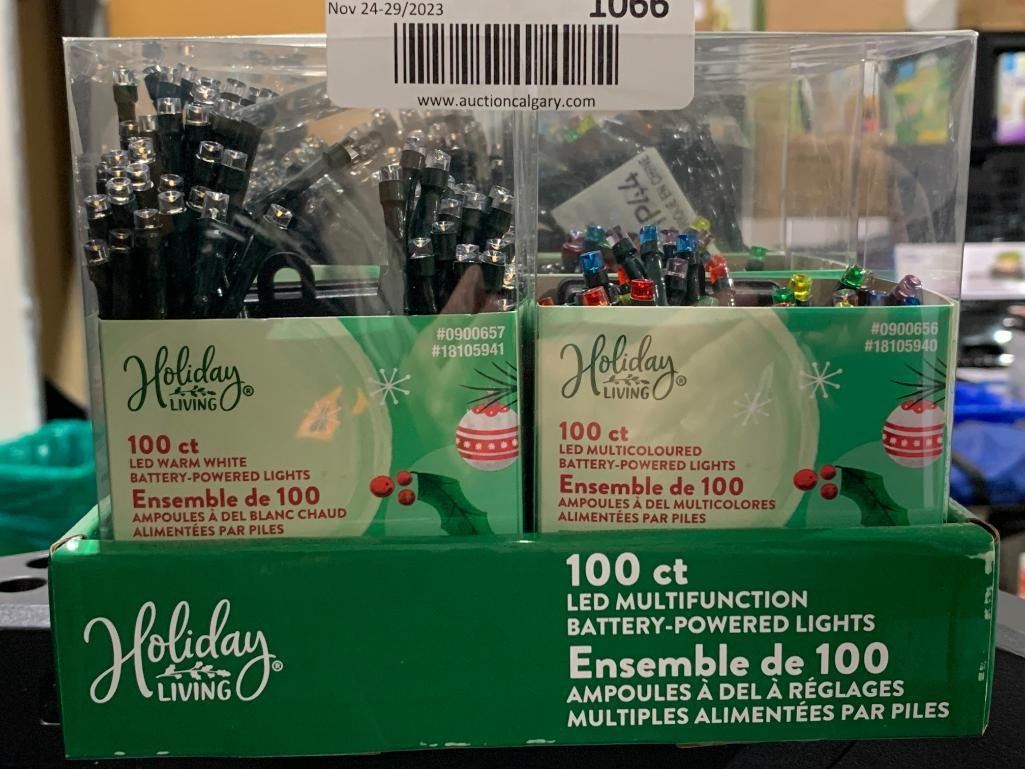 Nov 24-29/2023
1066
www.auctioncalgary.com
IP44
#0900657
#18105941
Holiday
LIVING®
100 ct
LED WARM WHITE
BATTERY-POWERED LIGHTS
Ensemble de 100
AMPOULES À DEL BLANC CHAUD
ALIMENTÉES PAR PILES
#0900656
#18105940
Holiday
LIVING®
100 ct
LED MULTICOLOURED
BATTERY-POWERED LIGHTS
Ensemble de 100
AMPOULES À DEL MULTICOLORES
ALIMENTÉES PAR PILES
Holiday
LIVING®
100 ct
LED MULTIFUNCTION
BATTERY-POWERED LIGHTS
Ensemble de 100
AMPOULES À DEL À RÉGLAGES
MULTIPLES ALIMENTÉES PAR PILES